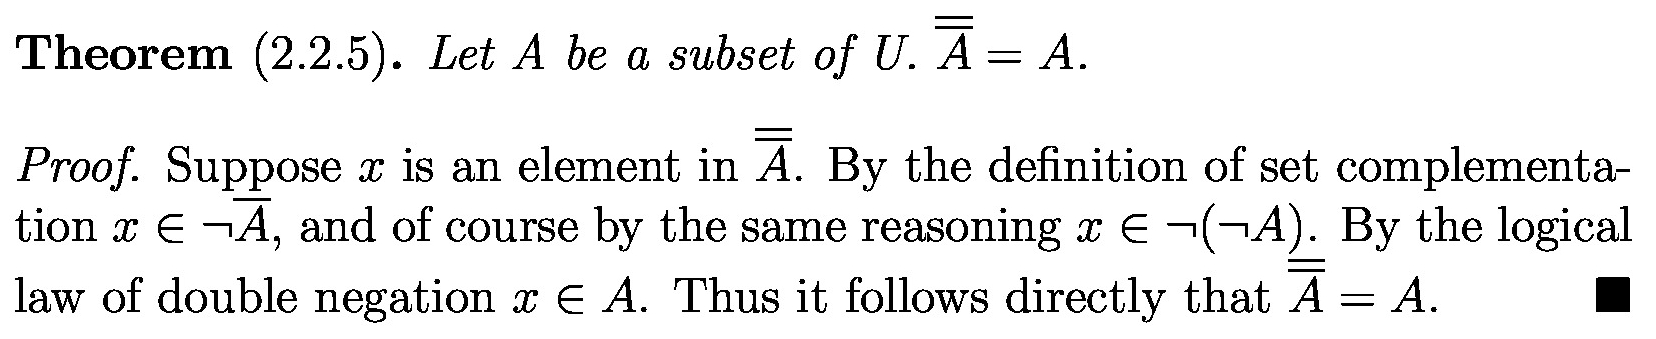 Theorem (2.2.5). Let A be a subset of U. $\overline{\overline{A}}$ = A.
Proof. Suppose x is an element in $\overline{\overline{A}}$. By the definition of set complementa-
tion x ∈ ¬$\overline{A}$, and of course by the same reasoning x ∈ ¬(¬A). By the logical
law of double negation x ∈ A. Thus it follows directly that $\overline{\overline{A}}$ = A. ■